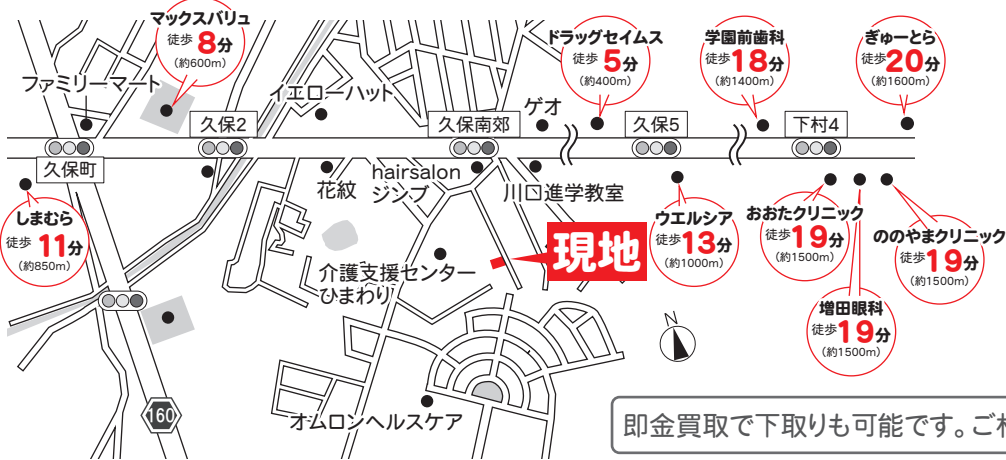 マックスバリュ
徒歩8分
(約600m)
ドラッグセイムス
徒歩5分
(約400m)
学園前歯科
徒歩18分
(約1400m)
ぎゅーとら
徒歩20分
(約1600m)
ファミリーマート
イエローハット
ゲオ
久保2
久保南郊
久保5
下村4
久保町
花紋
hairsalon
ジンブ
川口進学教室
しまむら
徒歩11分
(約850m)
ウエルシア
徒歩13分
(約1000m)
おおたクリニック
徒歩19分
(約1500m)
ののやまクリニック
徒歩19分
(約1500m)
現地
介護支援センター
ひまわり
増田眼科
徒歩19分
(約1500m)
N
160
オムロンヘルスケア
即金買取で下取りも可能です。ご